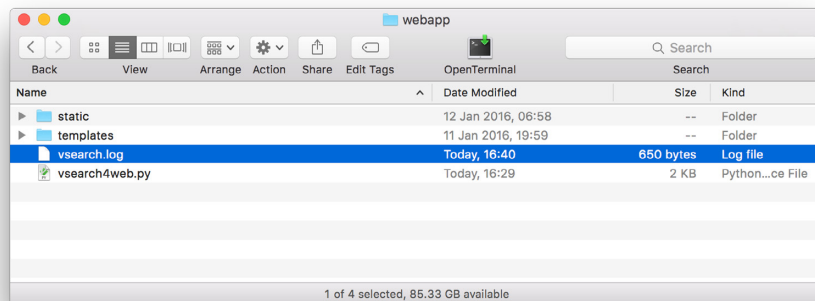 webapp
Search
Back View Arrange Action Share Edit Tags OpenTerminal Search
Name Date Modified Size Kind
static 12 Jan 2016, 06:58 -- Folder
templates 11 Jan 2016, 19:59 -- Folder
vsearch.log Today, 16:40 650 bytes Log file
vsearch4web.py Today, 16:29 2 KB Python...ce File
1 of 4 selected, 85.33 GB available